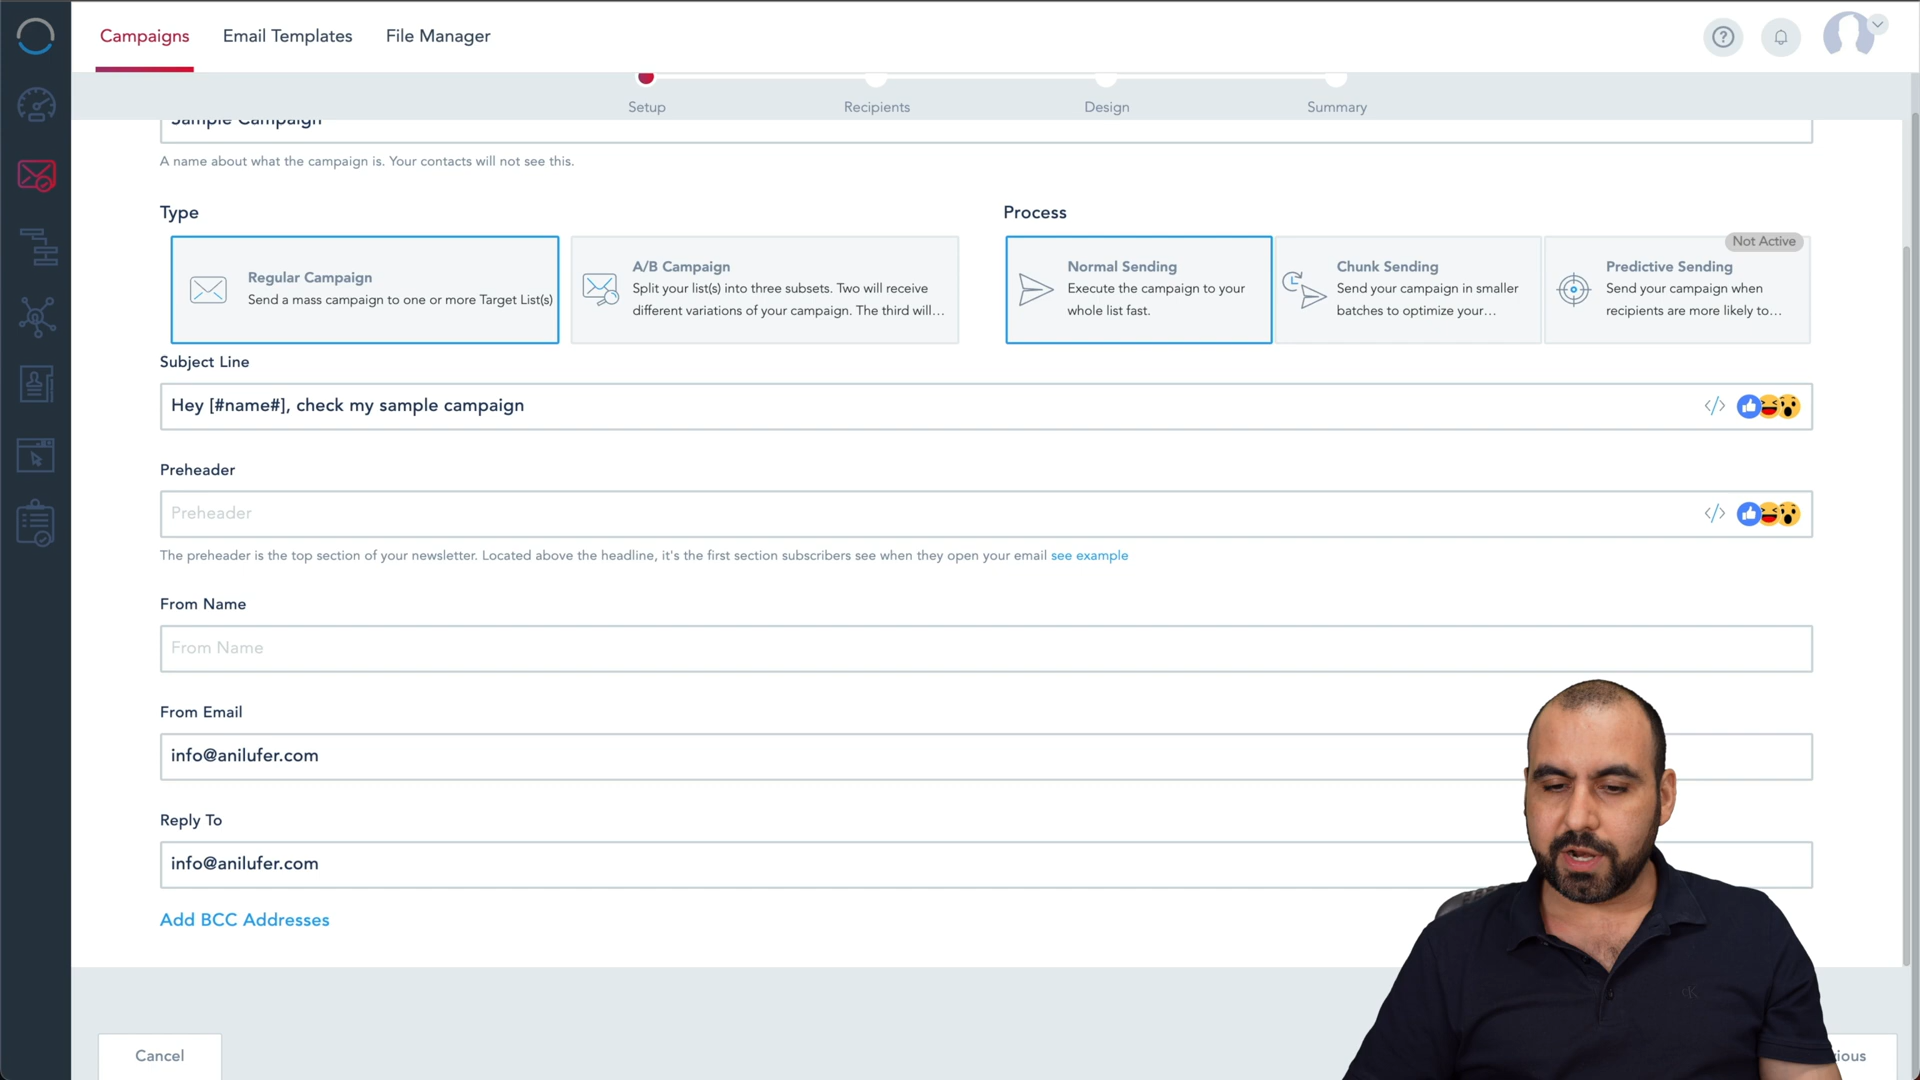 Campaigns
Email Templates
File Manager
Setup
Recipients
Design
Summary
Sample Campaign
A name about what the campaign is. Your contacts will not see this.
Type
Process
Regular Campaign
Send a mass campaign to one or more Target List(s)
A/B Campaign
Split your list(s) into three subsets. Two will receive
different variations of your campaign. The third will...
Normal Sending
Execute the campaign to your
whole list fast.
Chunk Sending
Send your campaign in smaller
batches to optimize your...
Not Active
Predictive Sending
Send your campaign when
recipients are more likely to...
Subject Line
Hey [#name#], check my sample campaign
</>
Preheader
Preheader
</>
The preheader is the top section of your newsletter. Located above the headline, it's the first section subscribers see when they open your email see example
From Name
From Name
From Email
info@anilufer.com
Reply To
info@anilufer.com
Add BCC Addresses
Cancel